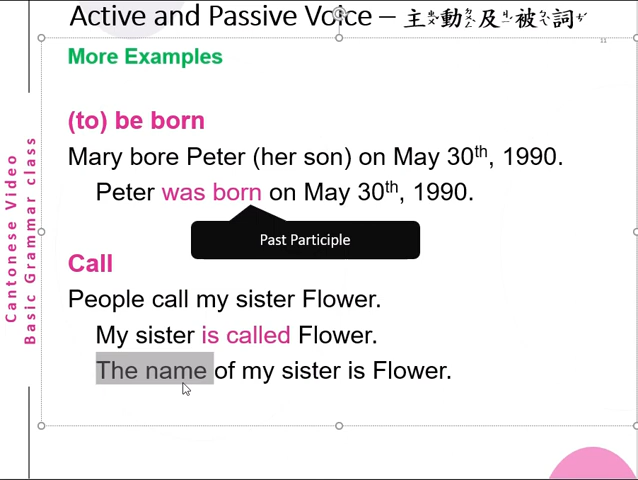 Active and Passive Voice – 主動及被詞
11
More Examples
(to) be born
Mary bore Peter (her son) on May 30th, 1990.
Peter was born on May 30th, 1990.
Past Participle
Call
People call my sister Flower.
My sister is called Flower.
The name of my sister is Flower.
Cantonese Video
Basic Grammar class